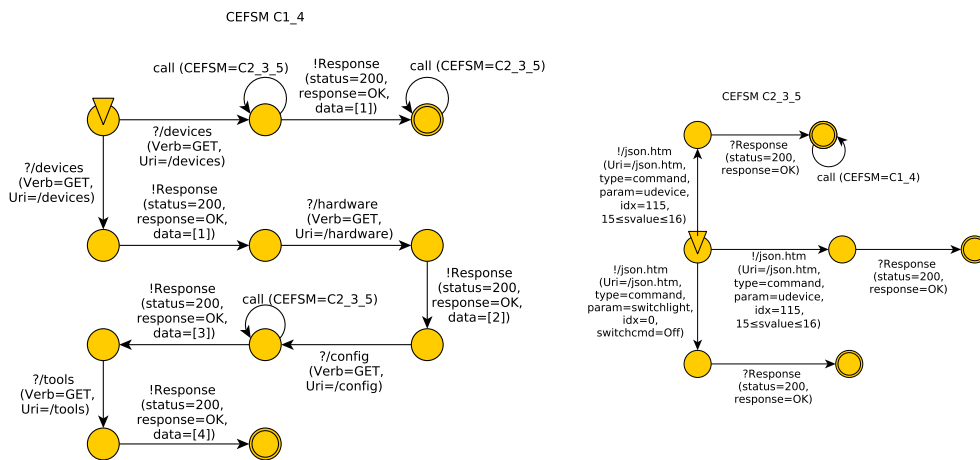 CEFSM C1_4
call (CEFSM=C2_3_5)
!Response
(status=200,
response=OK,
data=[1])
call (CEFSM=C2_3_5)
?/devices
(Verb=GET,
Uri=/devices)
?/devices
(Verb=GET,
Uri=/devices)
!Response
(status=200,
response=OK,
data=[1])
?/hardware
(Verb=GET,
Uri=/hardware)
!Response
(status=200,
response=OK,
data=[2])
!Response
(status=200,
response=OK,
data=[3])
call (CEFSM=C2_3_5)
?/config
(Verb=GET,
Uri=/config)
?/tools
(Verb=GET,
Uri=/tools)
!Response
(status=200,
response=OK,
data=[4])
CEFSM C2_3_5
!/json.htm
(Uri=/json.htm,
type=command,
param=udevice,
idx=115,
15≤svalue≤16)
?Response
(status=200,
response=OK)
call (CEFSM=C1_4)
!/json.htm
(Uri=/json.htm,
type=command,
param=switchlight,
idx=0,
switchcmd=Off)
!/json.htm
(Uri=/json.htm,
type=command,
param=udevice,
idx=115,
15≤svalue≤16)
?Response
(status=200,
response=OK)
?Response
(status=200,
response=OK)